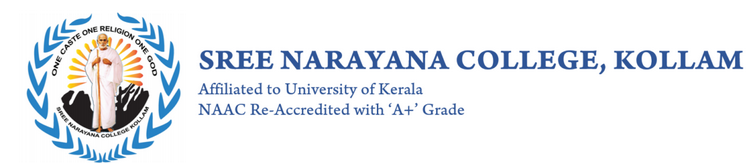 ONE CASTE ONE RELIGION ONE GOD
SREE NARAYANA COLLEGE KOLLAM
SREE NARAYANA COLLEGE, KOLLAM
Affiliated to University of Kerala
NAAC Re-Accredited with ‘A+’ Grade